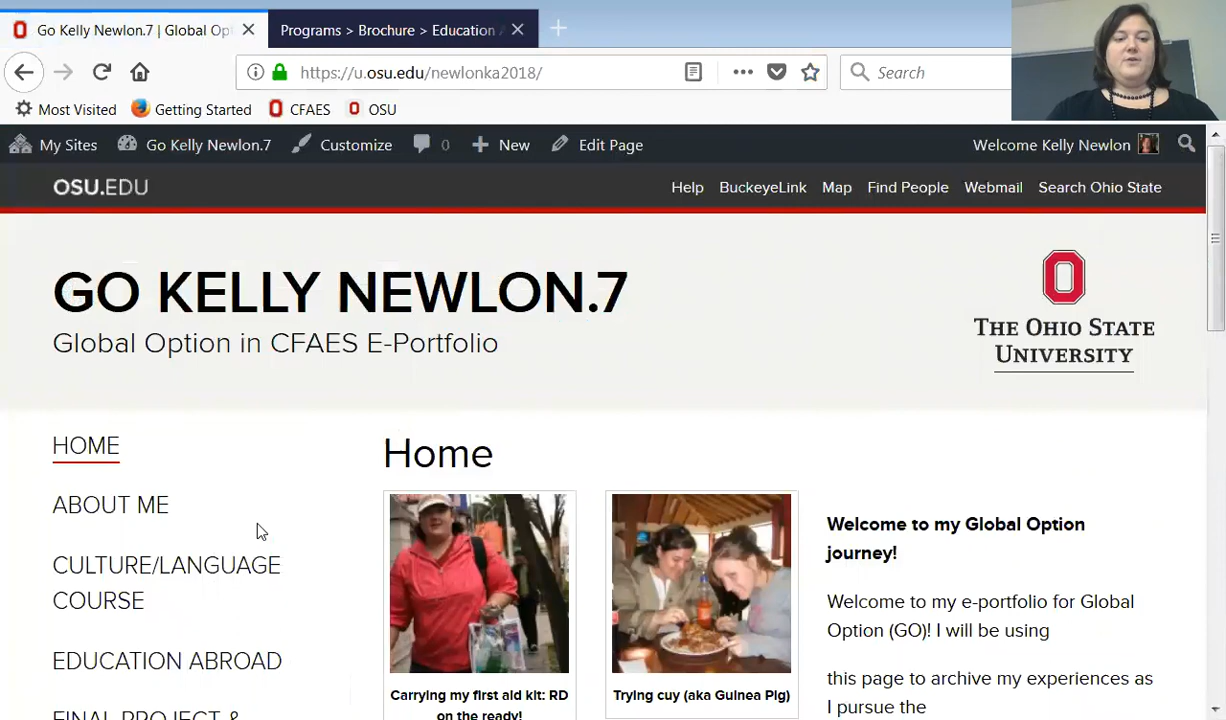 Go Kelly Newlon.7 | Global Op
Programs > Brochure > Education
https://u.osu.edu/newlonka2018/
Search
Most Visited Getting Started CFAES OSU
My Sites Go Kelly Newlon.7 Customize 0 New Edit Page Welcome Kelly Newlon
OSU.EDU Help BuckeyeLink Map Find People Webmail Search Ohio State
GO KELLY NEWLON.7
Global Option in CFAES E-Portfolio
THE OHIO STATE
UNIVERSITY
HOME
ABOUT ME
CULTURE/LANGUAGE
COURSE
EDUCATION ABROAD
FINAL PROJECT &
Home
Carrying my first aid kit: RD
on the ready!
Trying cuy (aka Guinea Pig)
Welcome to my Global Option
journey!
Welcome to my e-portfolio for Global
Option (GO)! I will be using
this page to archive my experiences as
I pursue the